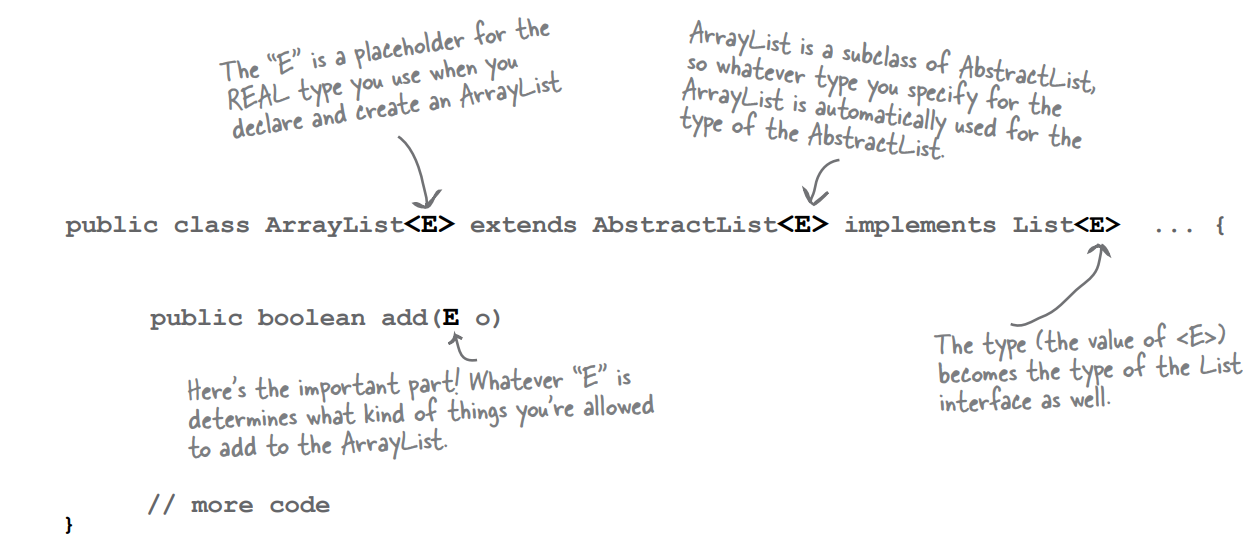 The “E” is a placeholder for the
REAL type you use when you
declare and create an ArrayList
ArrayList is a subclass of AbstractList,
so whatever type you specify for the
ArrayList is automatically used for the
type of the AbstractList.
public class ArrayList<E> extends AbstractList<E> implements List<E> ... {
public boolean add(E o)
The type (the value of <E>)
becomes the type of the List
interface as well.
Here’s the important part! Whatever “E” is
determines what kind of things you’re allowed
to add to the ArrayList.
// more code
}